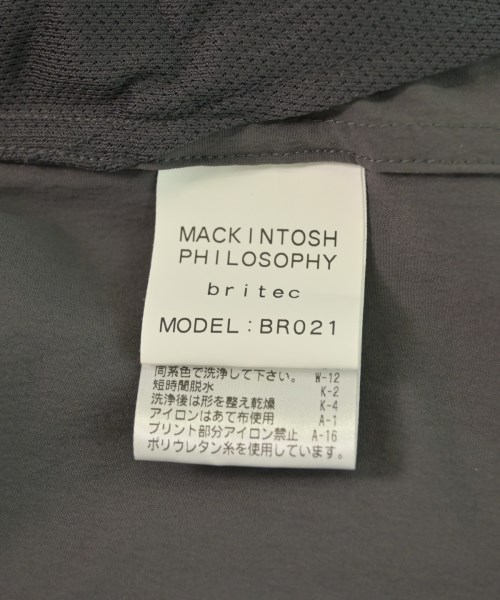 MACKINTOSH
PHILOSOPHY
britec
MODEL:BR021
同系色で洗浄して下さい。 W-12
短時間脱水 K-2
洗浄後は形を整え乾燥 K-4
アイロンはあて布使用 A-1
プリント部分アイロン禁止 A-16
ポリウレタン糸を使用しています。